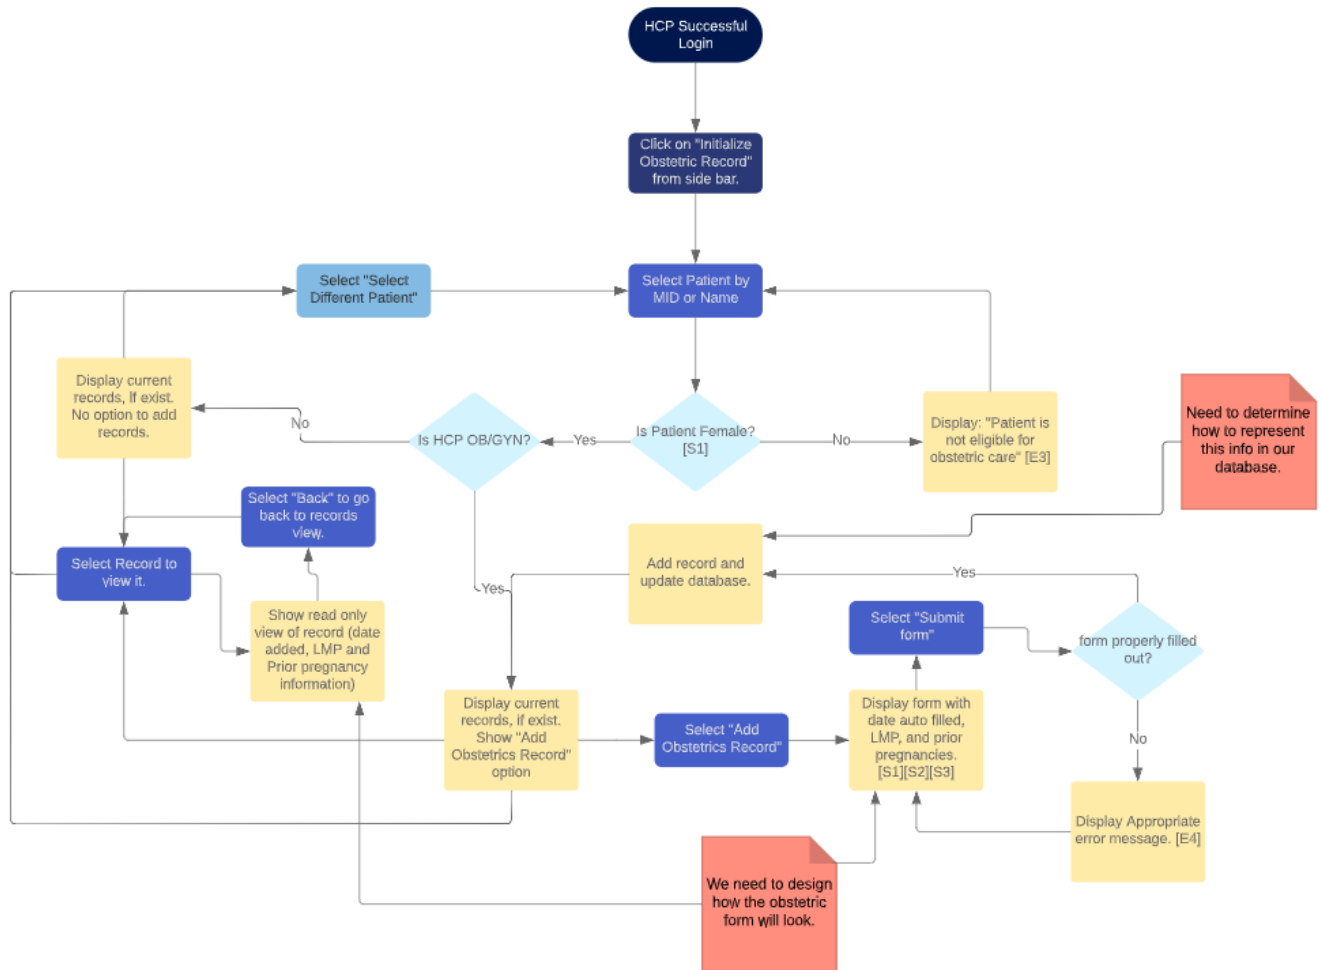 HCP Successful
Login
Click on "Initialize
Obstetric Record"
from side bar.
Select "Select
Different Patient"
Select Patient by
MID or Name
Display current
records, if exist.
No option to add
records.
No
Is HCP OB/GYN?
Yes
Is Patient Female?
[S1]
No
Display: "Patient is
not eligible for
obstetric care" [E3]
Need to determine
how to represent
this info in our
database.
Select "Back" to go
back to records
view.
Select Record to
view it.
Yes
Add record and
update database.
Yes
Show read only
view of record (date
added, LMP and
Prior pregnancy
information)
Select "Submit
form"
form properly filled
out?
Display current
records, if exist.
Show "Add
Obstetrics Record"
option
Select "Add
Obstetrics Record"
Display form with
date auto filled,
LMP, and prior
pregnancies.
[S1][S2][S3]
No
Display Appropriate
error message. [E4]
We need to design
how the obstetric
form will look.